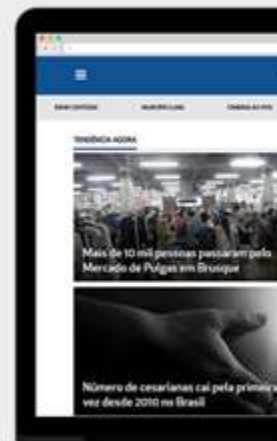 TENDÊNCIA AGORA
Mais de 10 mil pessoas passaram pelo
Mercado de Pulgas em Brusque
Número de cesarianas cai pela primeira
vez desde 2010 no Brasil